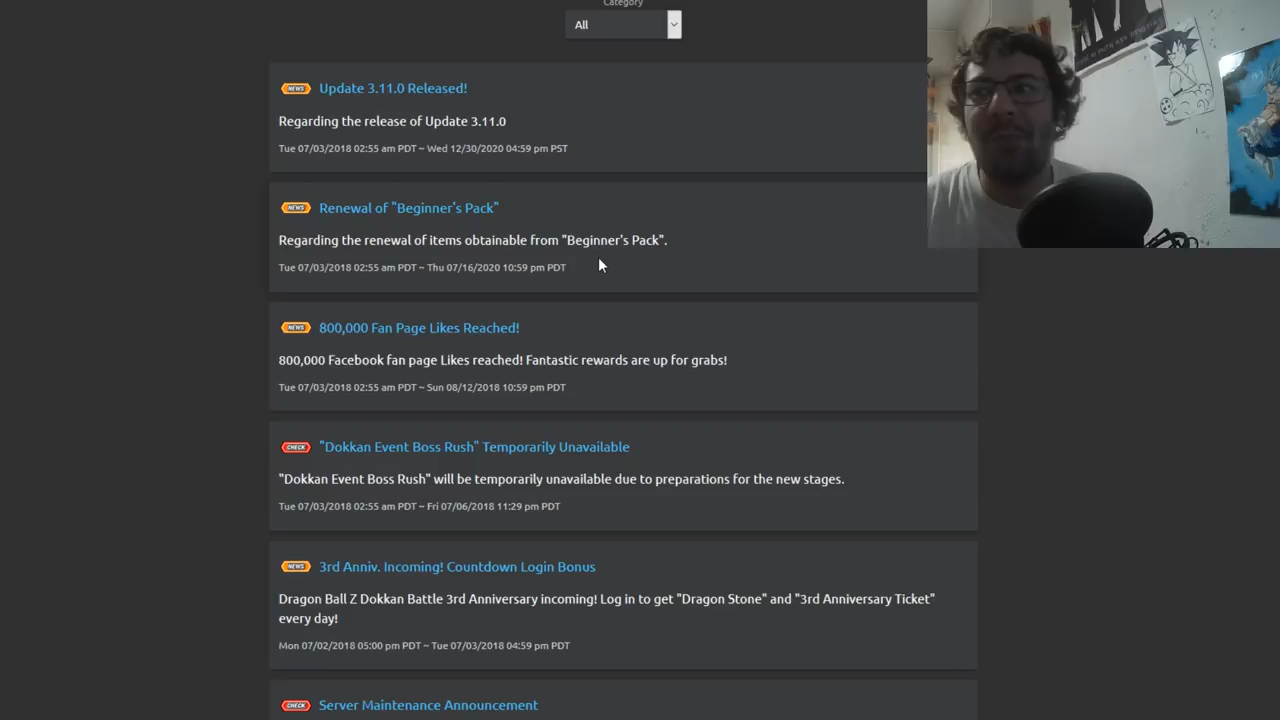 Category
All
NEWS Update 3.11.0 Released!
Regarding the release of Update 3.11.0
Tue 07/03/2018 02:55 am PDT ~ Wed 12/30/2020 04:59 pm PST
NEWS Renewal of "Beginner's Pack"
Regarding the renewal of items obtainable from "Beginner's Pack".
Tue 07/03/2018 02:55 am PDT ~ Thu 07/16/2020 10:59 pm PDT
NEWS 800,000 Fan Page Likes Reached!
800,000 Facebook fan page Likes reached! Fantastic rewards are up for grabs!
Tue 07/03/2018 02:55 am PDT ~ Sun 08/12/2018 10:59 pm PDT
CHECK "Dokkan Event Boss Rush" Temporarily Unavailable
"Dokkan Event Boss Rush" will be temporarily unavailable due to preparations for the new stages.
Tue 07/03/2018 02:55 am PDT ~ Fri 07/06/2018 11:29 pm PDT
NEWS 3rd Anniv. Incoming! Countdown Login Bonus
Dragon Ball Z Dokkan Battle 3rd Anniversary incoming! Log in to get "Dragon Stone" and "3rd Anniversary Ticket"
every day!
Mon 07/02/2018 05:00 pm PDT ~ Tue 07/03/2018 04:59 pm PDT
CHECK Server Maintenance Announcement